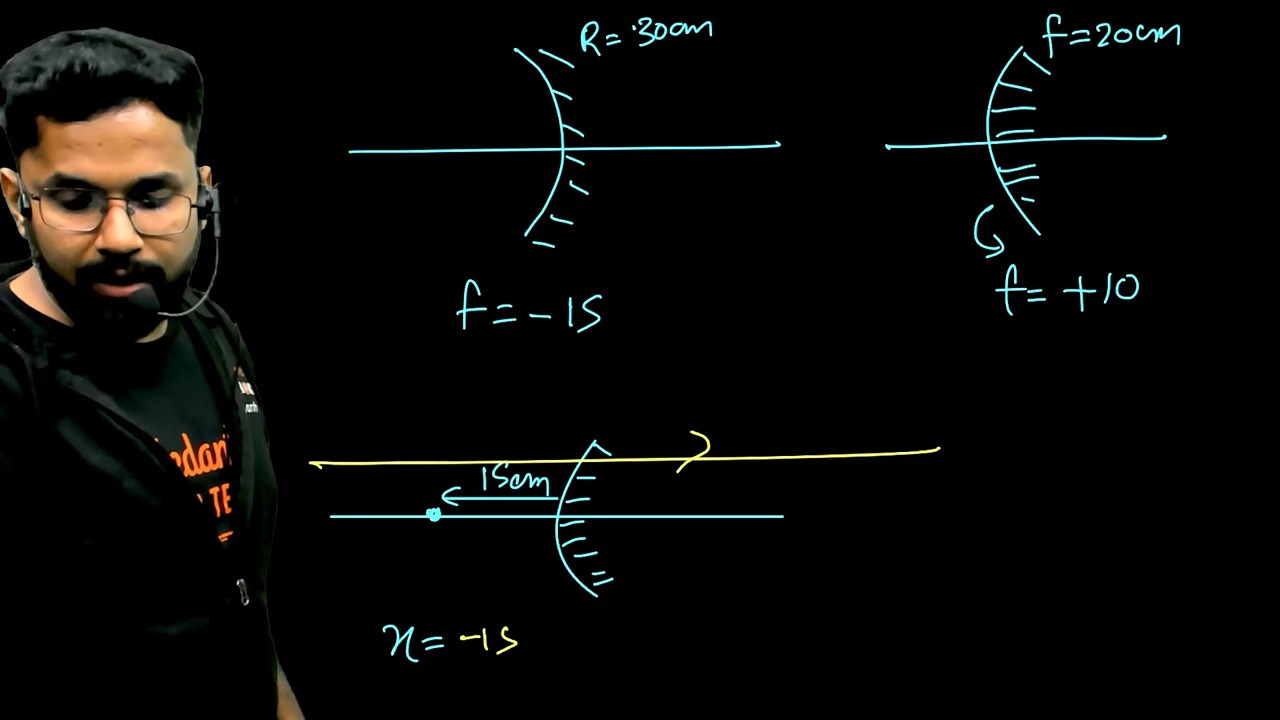 R = 30cm
f = 20cm
f = -15
f = +10
15cm
x = -15